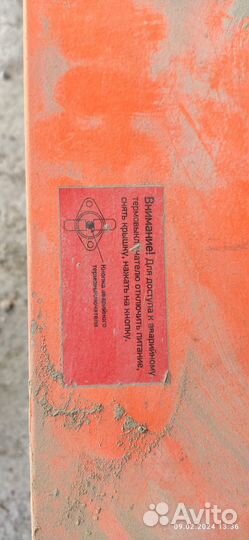 Внимание! Для доступа к аварийному
термовыключателю отключить питание,
снять крышку, нажать на кнопку.
Кнопка аварийного
термовыключателя
Avito
09.02.2024 13:36